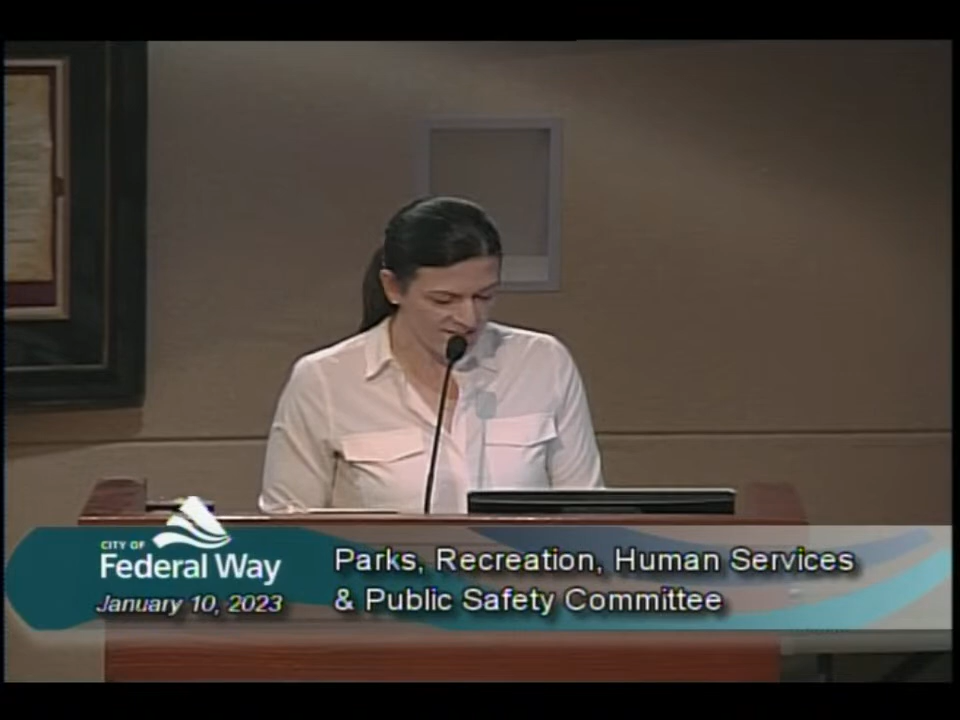 CITY OF
Federal Way
January 10, 2023
Parks, Recreation, Human Services
& Public Safety Committee